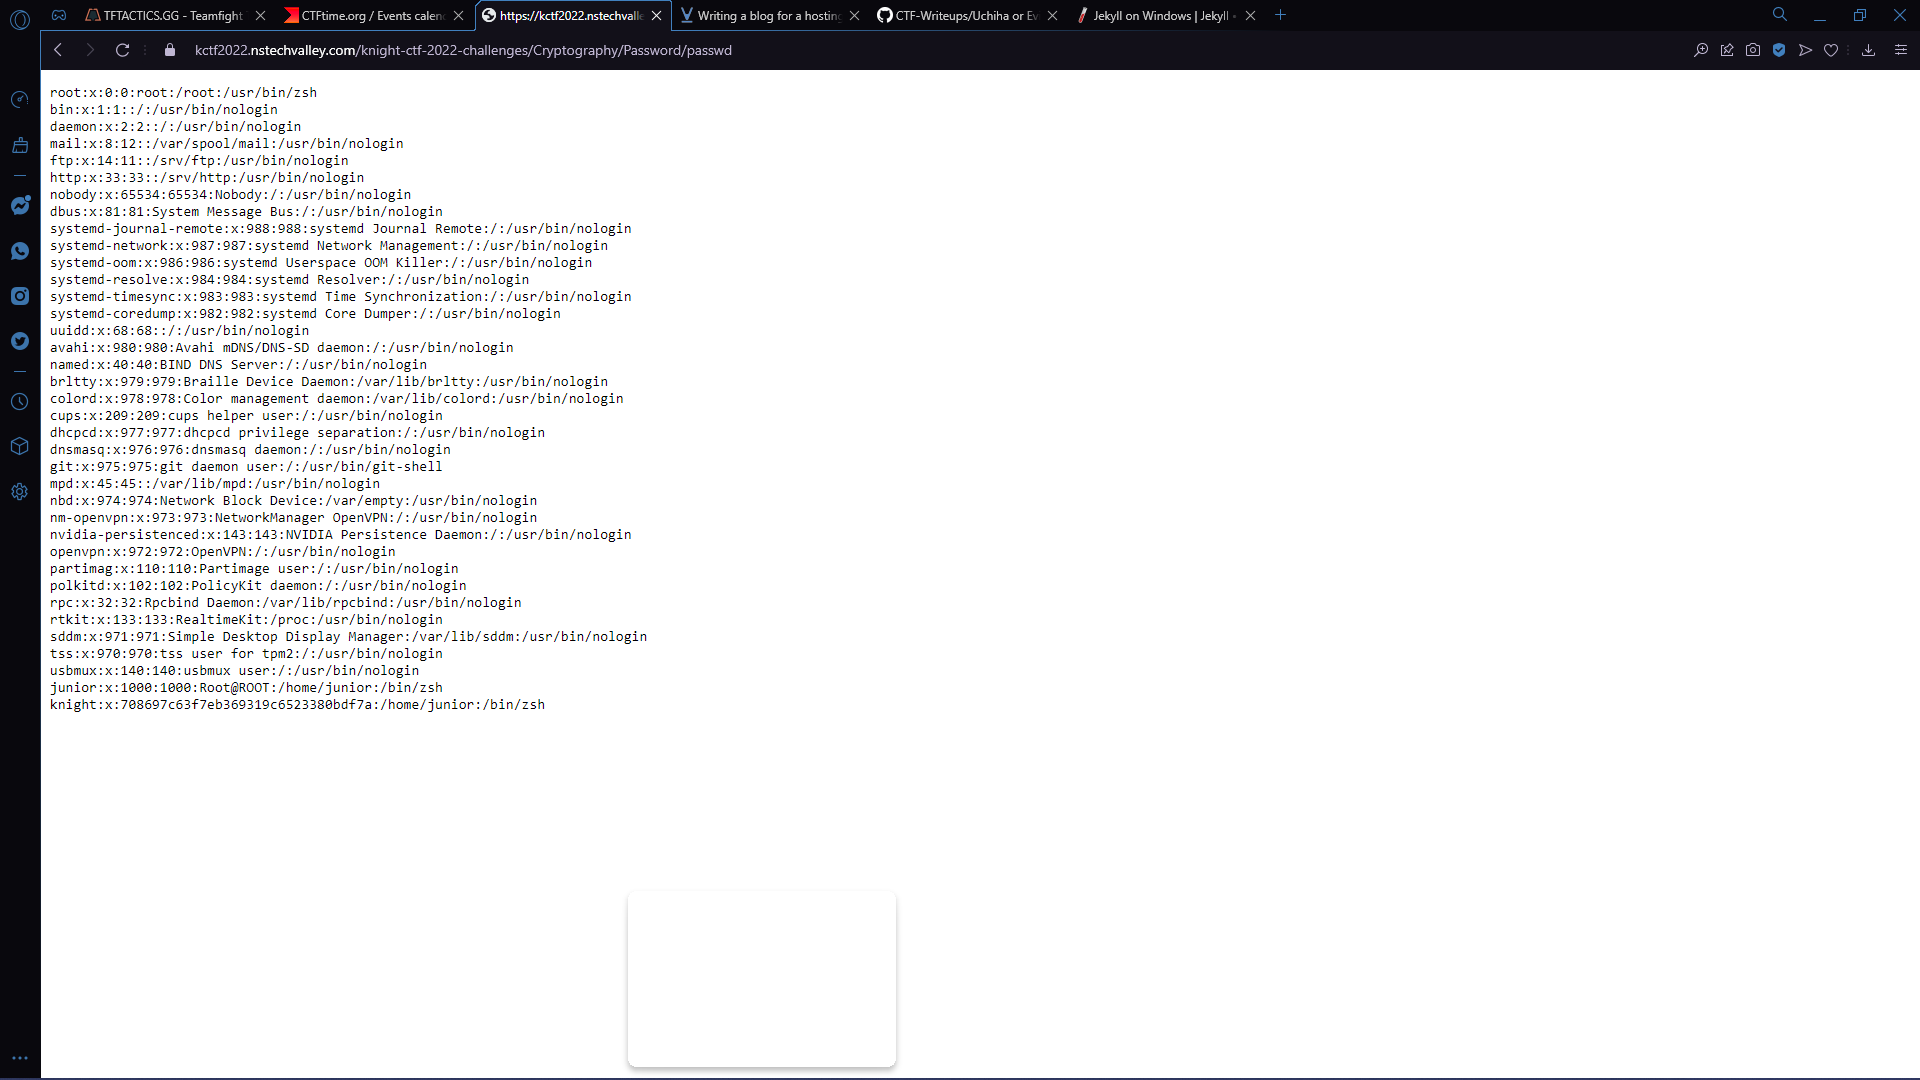 TFTACTICS.GG - Teamfight
CTFtime.org / Events calen
https://kctf2022.nstechvalle
Writing a blog for a hosting
CTF-Writeups/Uchiha or Ev
Jekyll on Windows | Jekyll •
kctf2022.nstechvalley.com/knight-ctf-2022-challenges/Cryptography/Password/passwd
root:x:0:0:root:/root:/usr/bin/zsh
bin:x:1:1::/:/usr/bin/nologin
daemon:x:2:2::/:/usr/bin/nologin
mail:x:8:12::/var/spool/mail:/usr/bin/nologin
ftp:x:14:11::/srv/ftp:/usr/bin/nologin
http:x:33:33::/srv/http:/usr/bin/nologin
nobody:x:65534:65534:Nobody:/:/usr/bin/nologin
dbus:x:81:81:System Message Bus:/:/usr/bin/nologin
systemd-journal-remote:x:988:988:systemd Journal Remote:/:/usr/bin/nologin
systemd-network:x:987:987:systemd Network Management:/:/usr/bin/nologin
systemd-oom:x:986:986:systemd Userspace OOM Killer:/:/usr/bin/nologin
systemd-resolve:x:984:984:systemd Resolver:/:/usr/bin/nologin
systemd-timesync:x:983:983:systemd Time Synchronization:/:/usr/bin/nologin
systemd-coredump:x:982:982:systemd Core Dumper:/:/usr/bin/nologin
uuidd:x:68:68::/:/usr/bin/nologin
avahi:x:980:980:Avahi mDNS/DNS-SD daemon:/:/usr/bin/nologin
named:x:40:40:BIND DNS Server:/:/usr/bin/nologin
brltty:x:979:979:Braille Device Daemon:/var/lib/brltty:/usr/bin/nologin
colord:x:978:978:Color management daemon:/var/lib/colord:/usr/bin/nologin
cups:x:209:209:cups helper user:/:/usr/bin/nologin
dhcpcd:x:977:977:dhcpcd privilege separation:/:/usr/bin/nologin
dnsmasq:x:976:976:dnsmasq daemon:/:/usr/bin/nologin
git:x:975:975:git daemon user:/:/usr/bin/git-shell
mpd:x:45:45::/var/lib/mpd:/usr/bin/nologin
nbd:x:974:974:Network Block Device:/var/empty:/usr/bin/nologin
nm-openvpn:x:973:973:NetworkManager OpenVPN:/:/usr/bin/nologin
nvidia-persistenced:x:143:143:NVIDIA Persistence Daemon:/:/usr/bin/nologin
openvpn:x:972:972:OpenVPN:/:/usr/bin/nologin
partimag:x:110:110:Partimage user:/:/usr/bin/nologin
polkitd:x:102:102:PolicyKit daemon:/:/usr/bin/nologin
rpc:x:32:32:Rpcbind Daemon:/var/lib/rpcbind:/usr/bin/nologin
rtkit:x:133:133:RealtimeKit:/proc:/usr/bin/nologin
sddm:x:971:971:Simple Desktop Display Manager:/var/lib/sddm:/usr/bin/nologin
tss:x:970:970:tss user for tpm2:/:/usr/bin/nologin
usbmux:x:140:140:usbmux user:/:/usr/bin/nologin
junior:x:1000:1000:Root@ROOT:/home/junior:/bin/zsh
knight:x:708697c63f7eb369319c6523380bdf7a:/home/junior:/bin/zsh